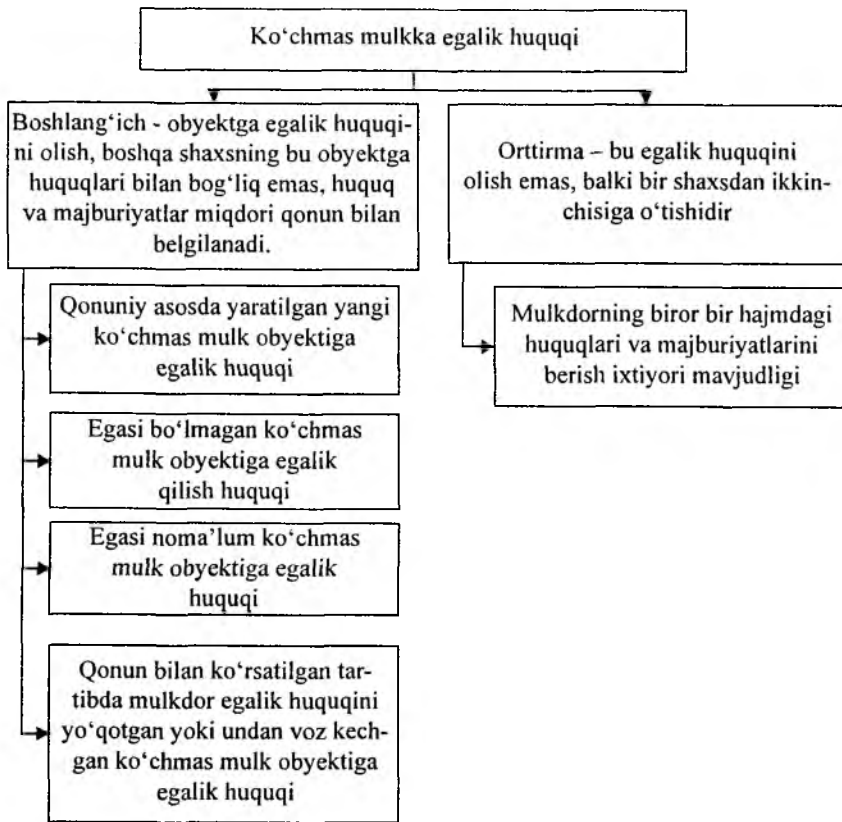 Ko‘chmas mulkka egalik huquqi
Boshlang‘ich - obyektga egalik huquqi-
ni olish, boshqa shaxsning bu obyektga
huquqlari bilan bog‘liq emas, huquq
va majburiyatlar miqdori qonun bilan
belgilanadi.
Qonuniy asosda yaratilgan yangi
ko‘chmas mulk obyektiga
egalik huquqi
Egasi bo‘lmagan ko‘chmas
mulk obyektiga egalik
qilish huquqi
Egasi noma’lum ko‘chmas
mulk obyektiga egalik
huquqi
Qonun bilan ko‘rsatilgan tar-
tibda mulkdor egalik huquqini
yo‘qotgan yoki undan voz kech-
gan ko‘chmas mulk obyektiga
egalik huquqi
Orttirma – bu egalik huquqini
olish emas, balki bir shaxsdan ikkin-
chisiga o‘tishidir
Mulkdorning biror bir hajmdagi
huquqlari va majburiyatlarini
berish ixtiyori mavjudligi